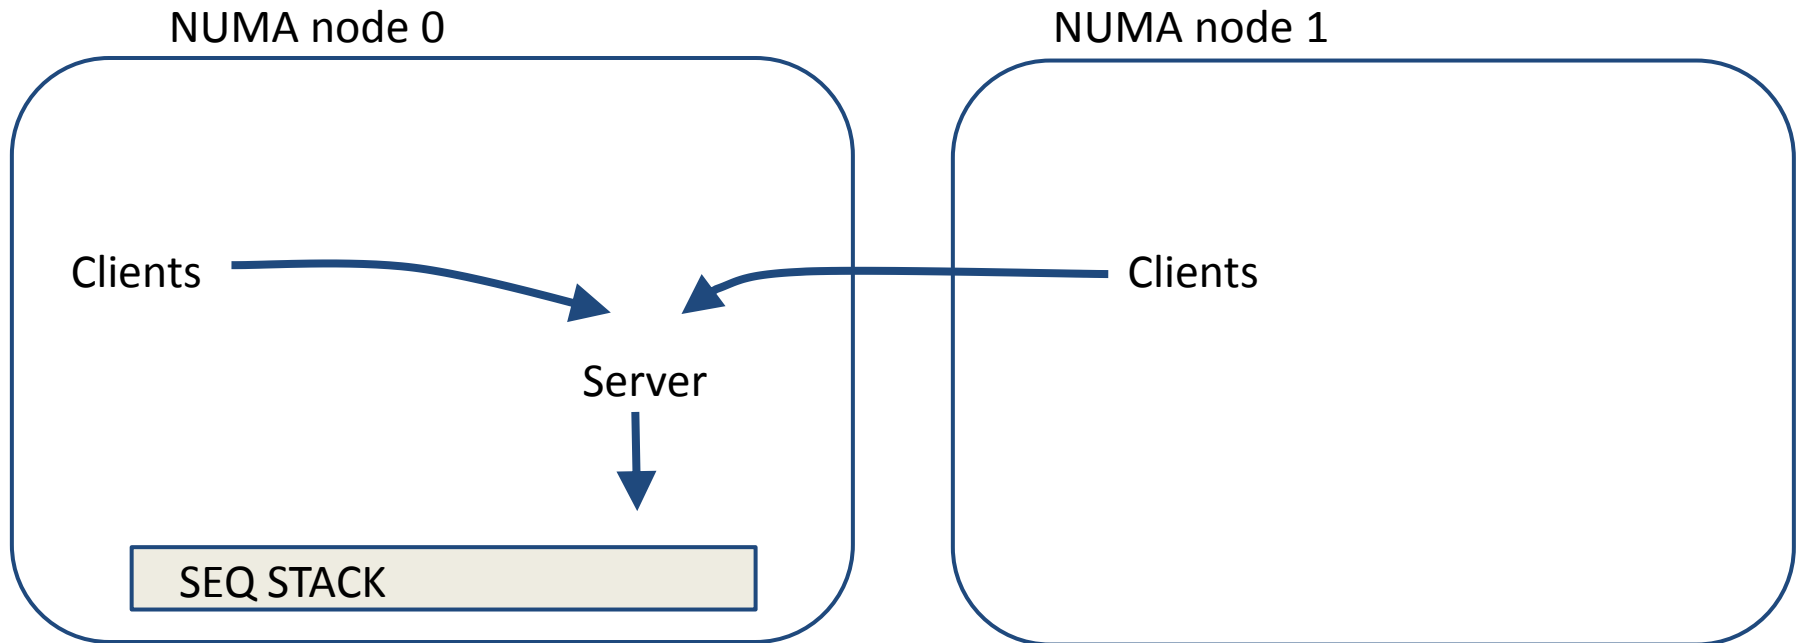 NUMA node 0
NUMA node 1
Clients
Clients
Server
SEQ STACK